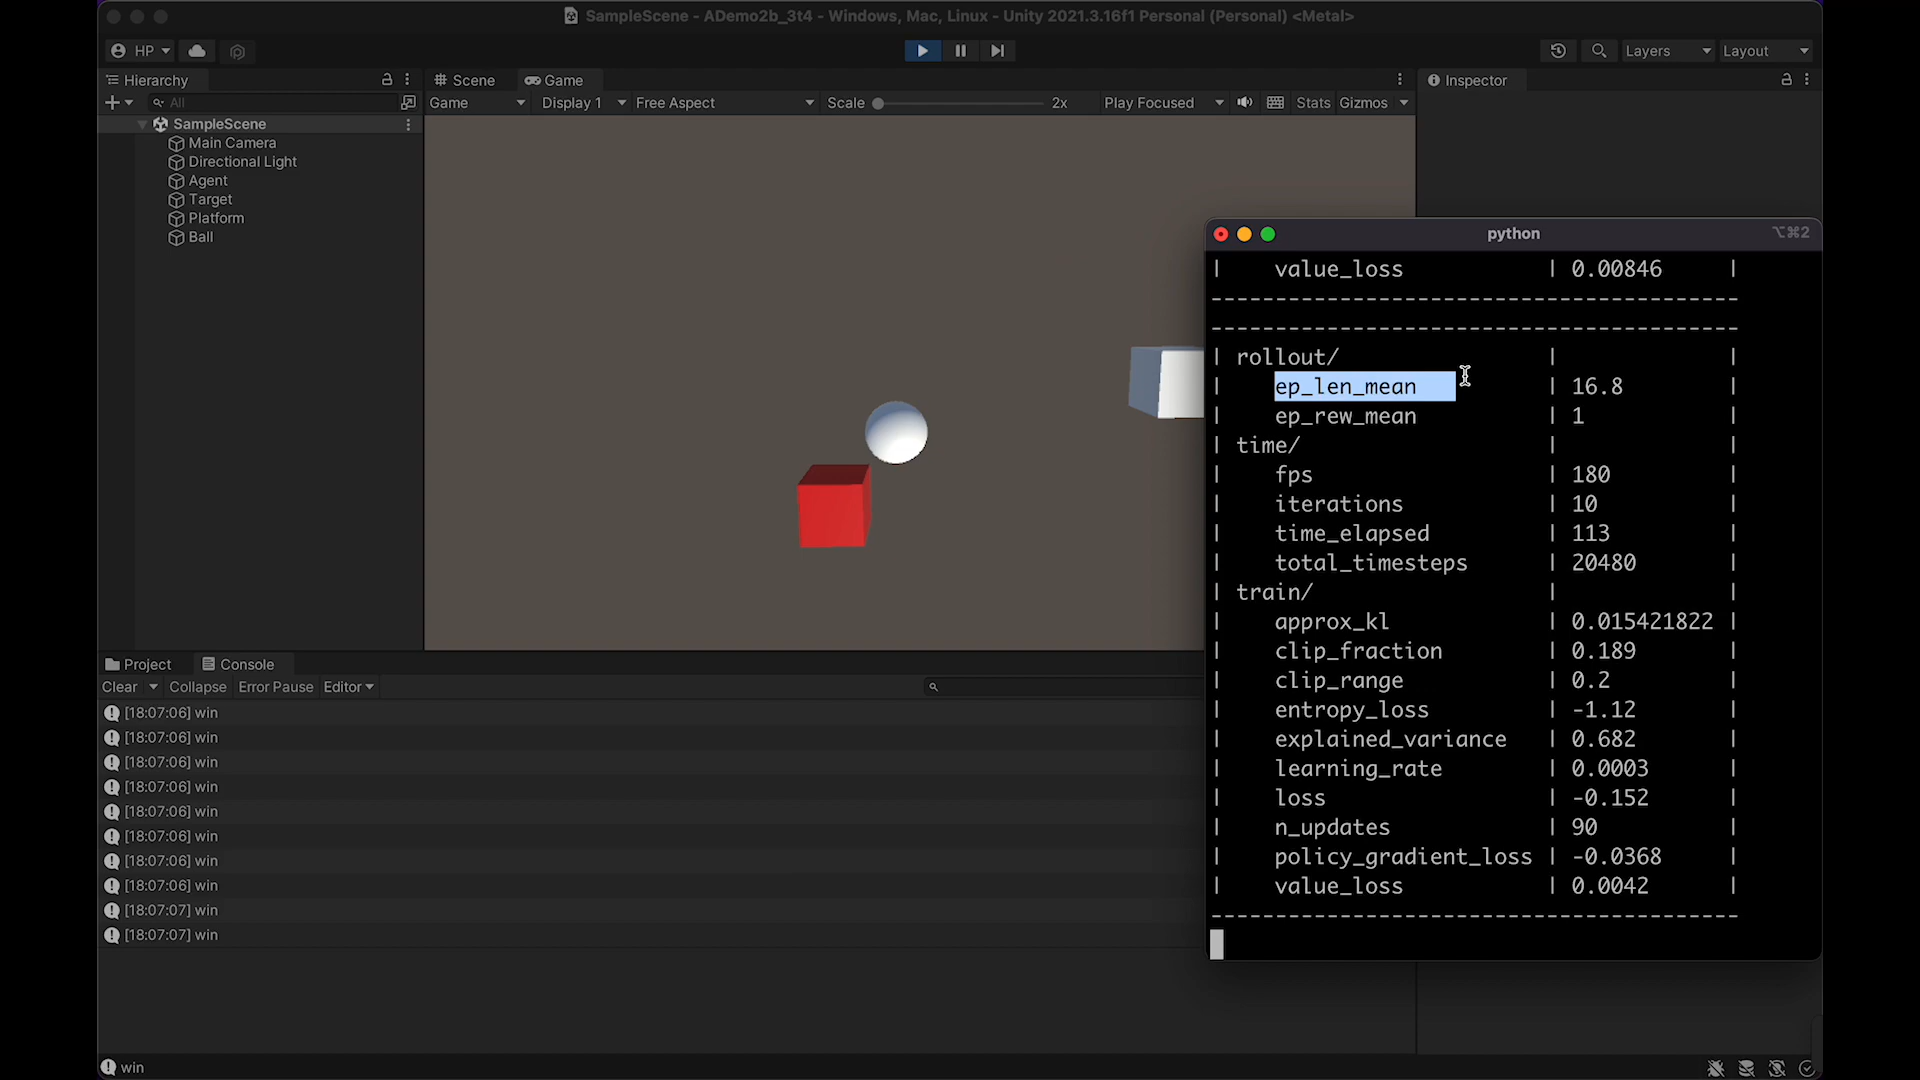 SampleScene - ADemo2b_3t4 - Windows, Mac, Linux - Unity 2021.3.16f1 Personal (Personal) <Metal>
HP
Layers
Layout
Hierarchy
Scene
Game
Inspector
All
Game
Display 1
Free Aspect
Scale
2x
Play Focused
Stats
Gizmos
SampleScene
Main Camera
Directional Light
Agent
Target
Platform
Ball
python
⌥⌘2
| value_loss | 0.00846 |
-----------------------------------------
-----------------------------------------
| rollout/ | |
| ep_len_mean | 16.8 |
| ep_rew_mean | 1 |
| time/ | |
| fps | 180 |
| iterations | 10 |
| time_elapsed | 113 |
| total_timesteps | 20480 |
| train/ | |
| approx_kl | 0.015421822 |
| clip_fraction | 0.189 |
| clip_range | 0.2 |
| entropy_loss | -1.12 |
| explained_variance | 0.682 |
| learning_rate | 0.0003 |
| loss | -0.152 |
| n_updates | 90 |
| policy_gradient_loss | -0.0368 |
| value_loss | 0.0042 |
-----------------------------------------
Project
Console
Clear
Collapse
Error Pause
Editor
[18:07:06] win
[18:07:06] win
[18:07:06] win
[18:07:06] win
[18:07:06] win
[18:07:06] win
[18:07:06] win
[18:07:06] win
[18:07:07] win
[18:07:07] win
win